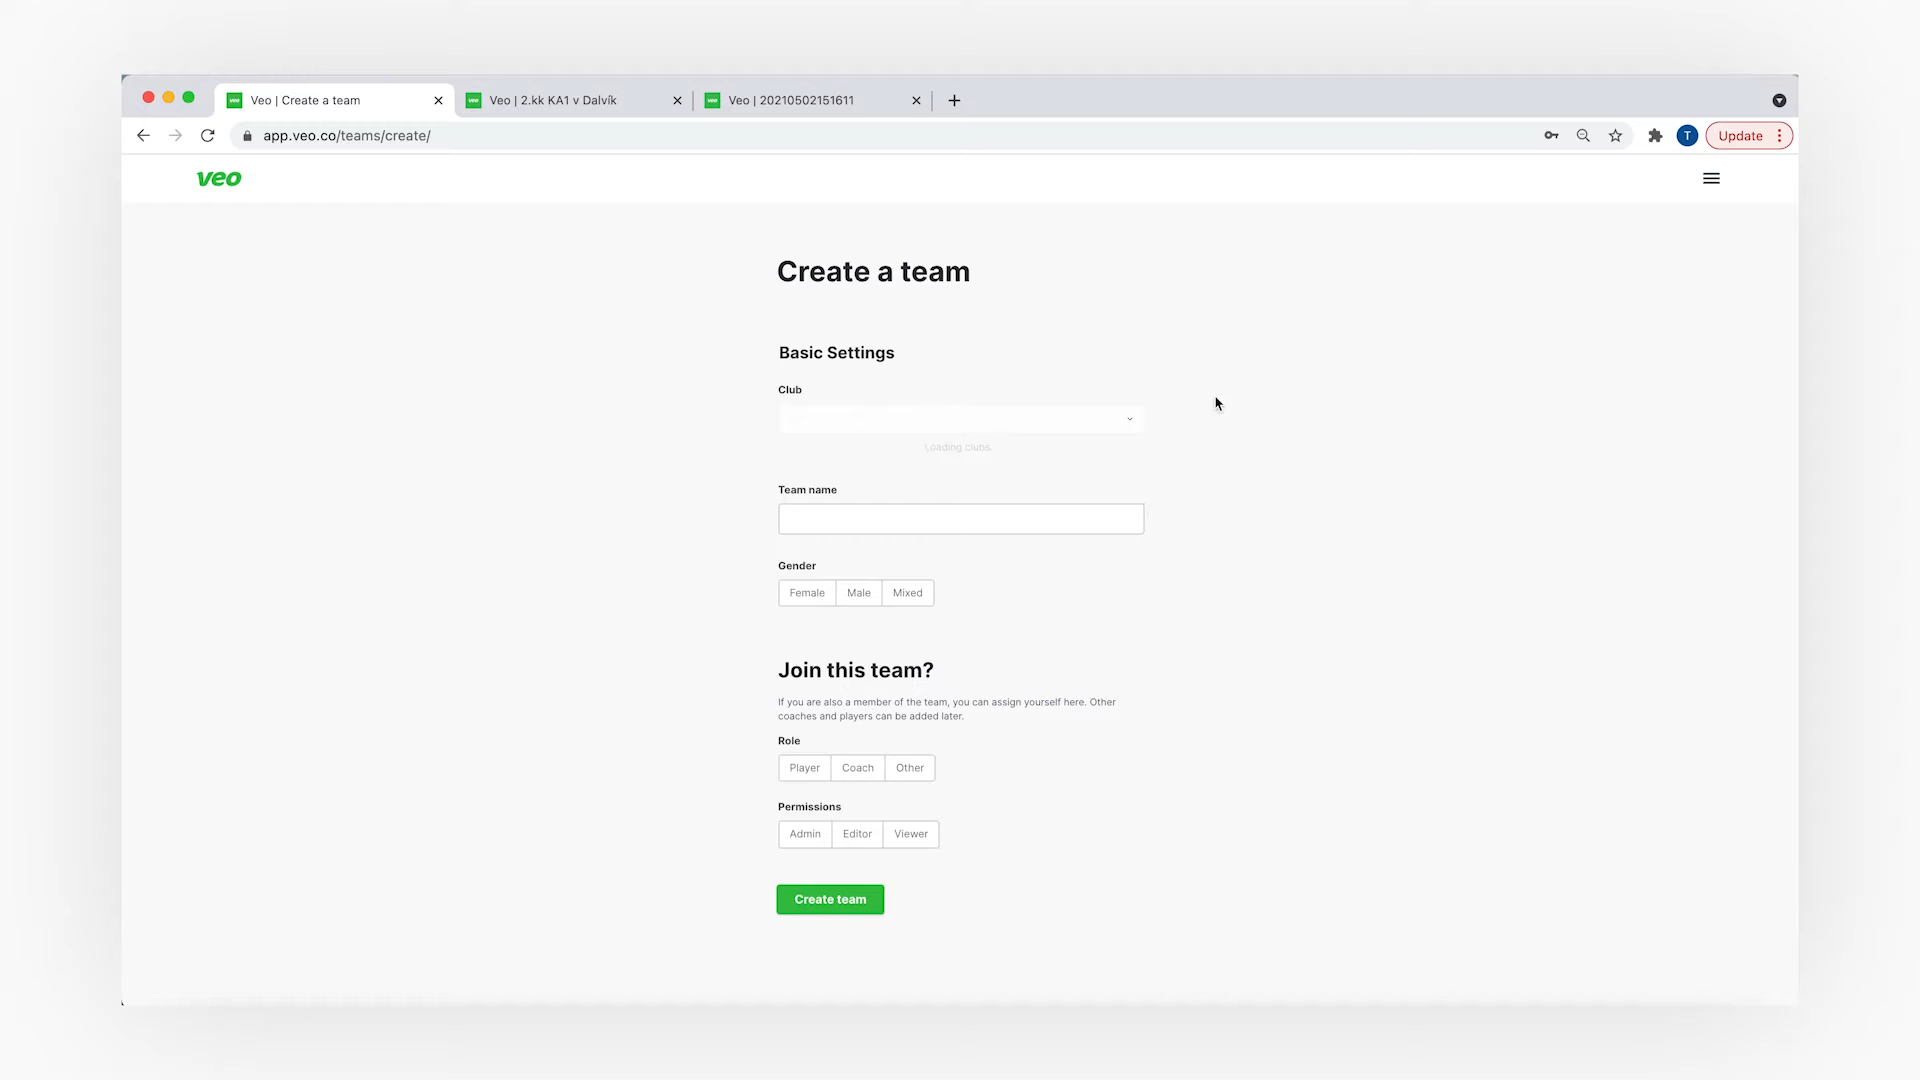 Veo | Create a team
Veo | 2.kk KA1 v Dalvík
Veo | 20210502151611
app.veo.co/teams/create/
T
Update
veo
Create a team
Basic Settings
Club
Loading clubs.
Team name
Gender
Female Male Mixed
Join this team?
If you are also a member of the team, you can assign yourself here. Other
coaches and players can be added later.
Role
Player Coach Other
Permissions
Admin Editor Viewer
Create team